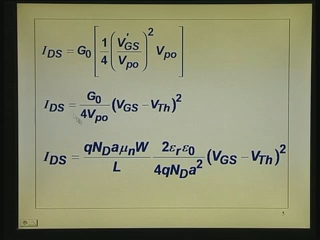 I_DS = G_0 [ 1/4 ( V'_GS / V_po )^2 V_po ]
I_DS = G_0 / 4V_po (V_GS − V_Th)^2
I_DS = qN_D aμ_n W / L 2ε_r ε_0 / 4qN_D a^2 (V_GS − V_Th)^2